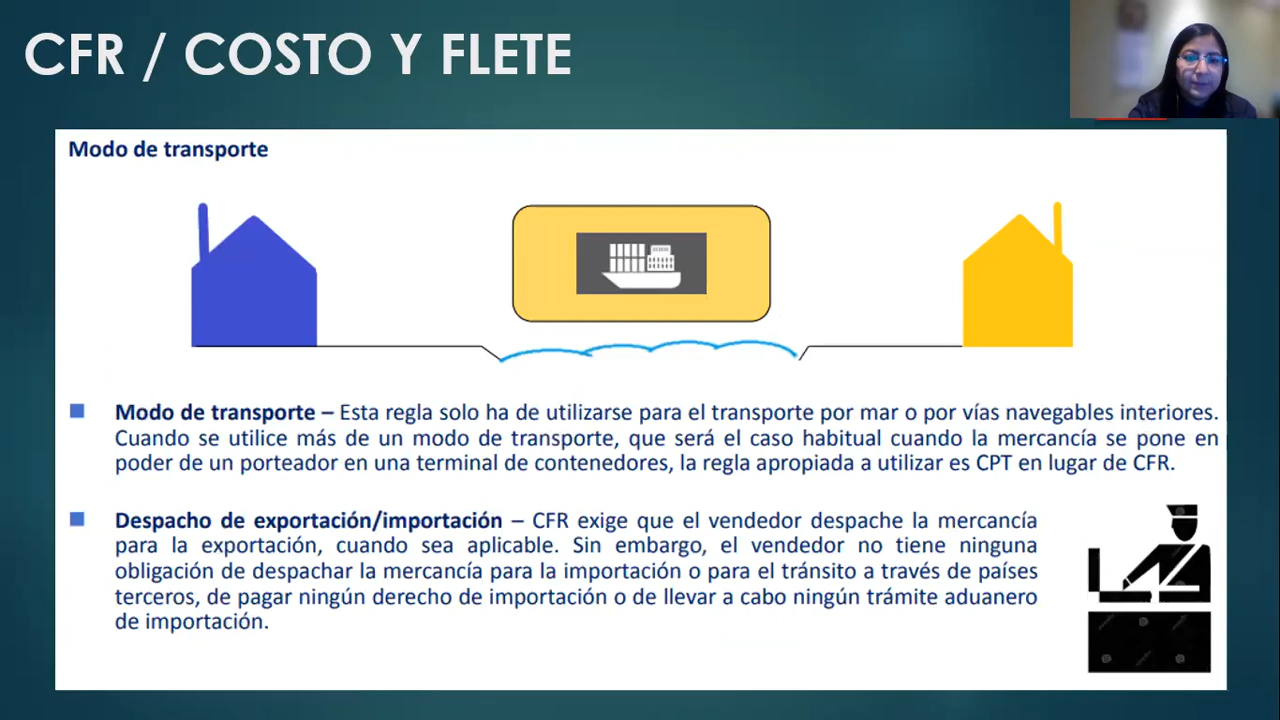 CFR / COSTO Y FLETE
Modo de transporte
Modo de transporte – Esta regla solo ha de utilizarse para el transporte por mar o por vías navegables interiores.
Cuando se utilice más de un modo de transporte, que será el caso habitual cuando la mercancía se pone en
poder de un porteador en una terminal de contenedores, la regla apropiada a utilizar es CPT en lugar de CFR.
Despacho de exportación/importación – CFR exige que el vendedor despache la mercancía
para la exportación, cuando sea aplicable. Sin embargo, el vendedor no tiene ninguna
obligación de despachar la mercancía para la importación o para el tránsito a través de países
terceros, de pagar ningún derecho de importación o de llevar a cabo ningún trámite aduanero
de importación.